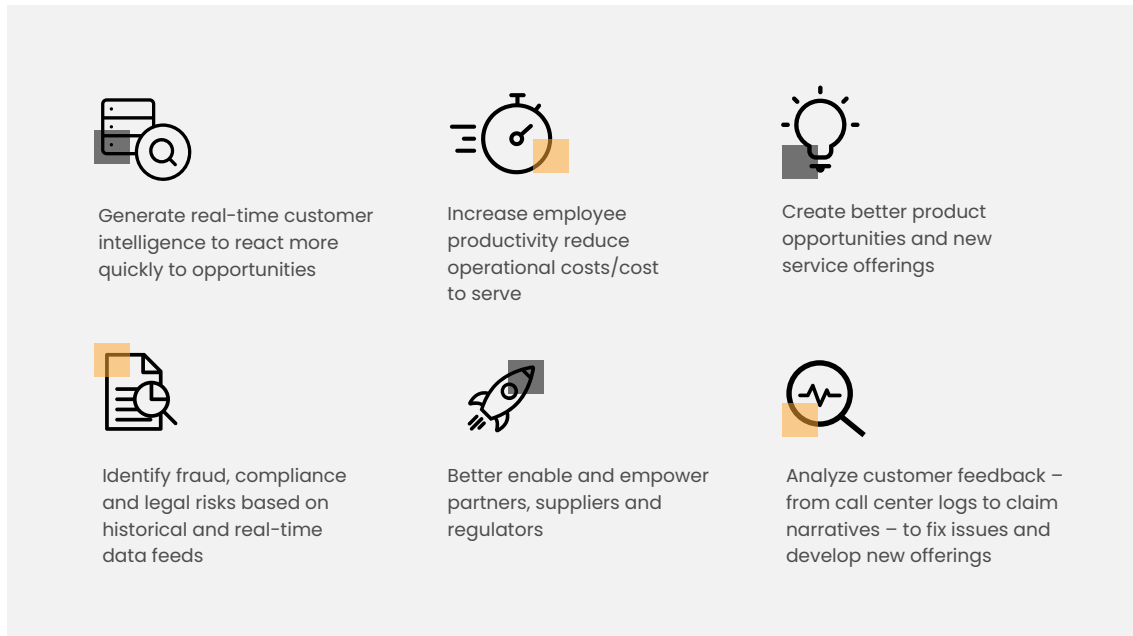 Generate real-time customer
intelligence to react more
quickly to opportunities
Increase employee
productivity reduce
operational costs/cost
to serve
Create better product
opportunities and new
service offerings
Identify fraud, compliance
and legal risks based on
historical and real-time
data feeds
Better enable and empower
partners, suppliers and
regulators
Analyze customer feedback –
from call center logs to claim
narratives – to fix issues and
develop new offerings